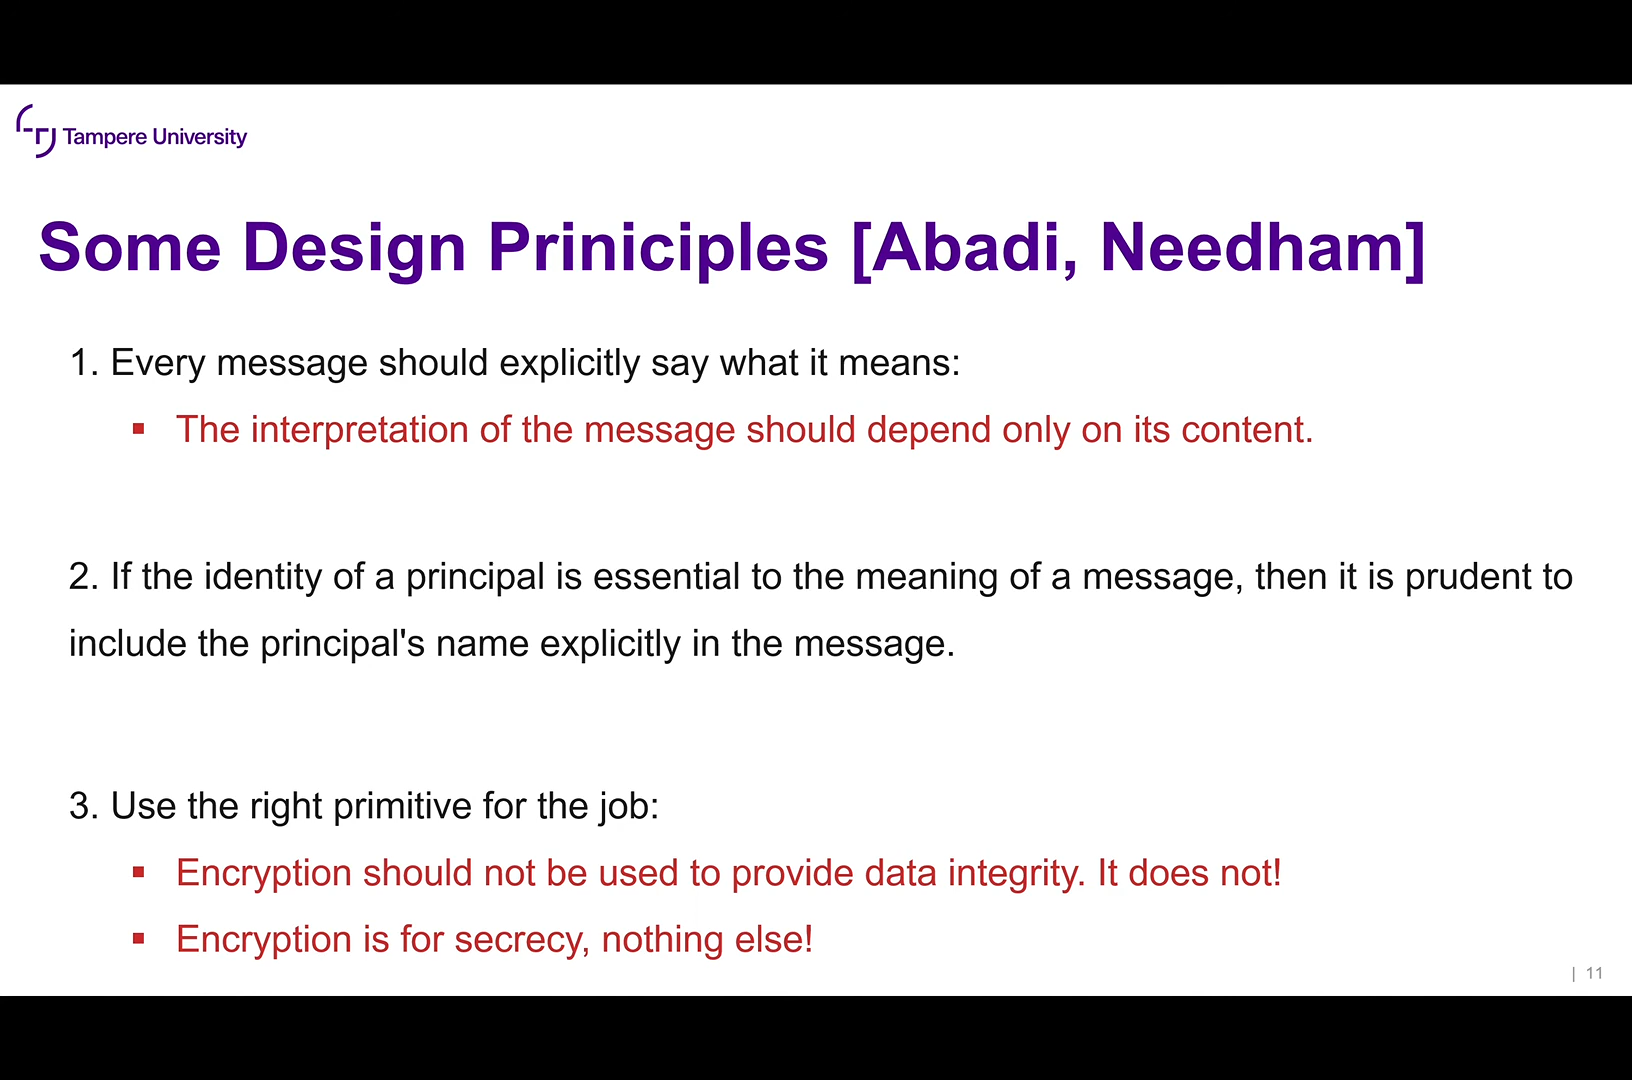 Tampere University
Some Design Priniciples [Abadi, Needham]
1. Every message should explicitly say what it means:
▪ The interpretation of the message should depend only on its content.
2. If the identity of a principal is essential to the meaning of a message, then it is prudent to
include the principal's name explicitly in the message.
3. Use the right primitive for the job:
▪ Encryption should not be used to provide data integrity. It does not!
▪ Encryption is for secrecy, nothing else!
| 11